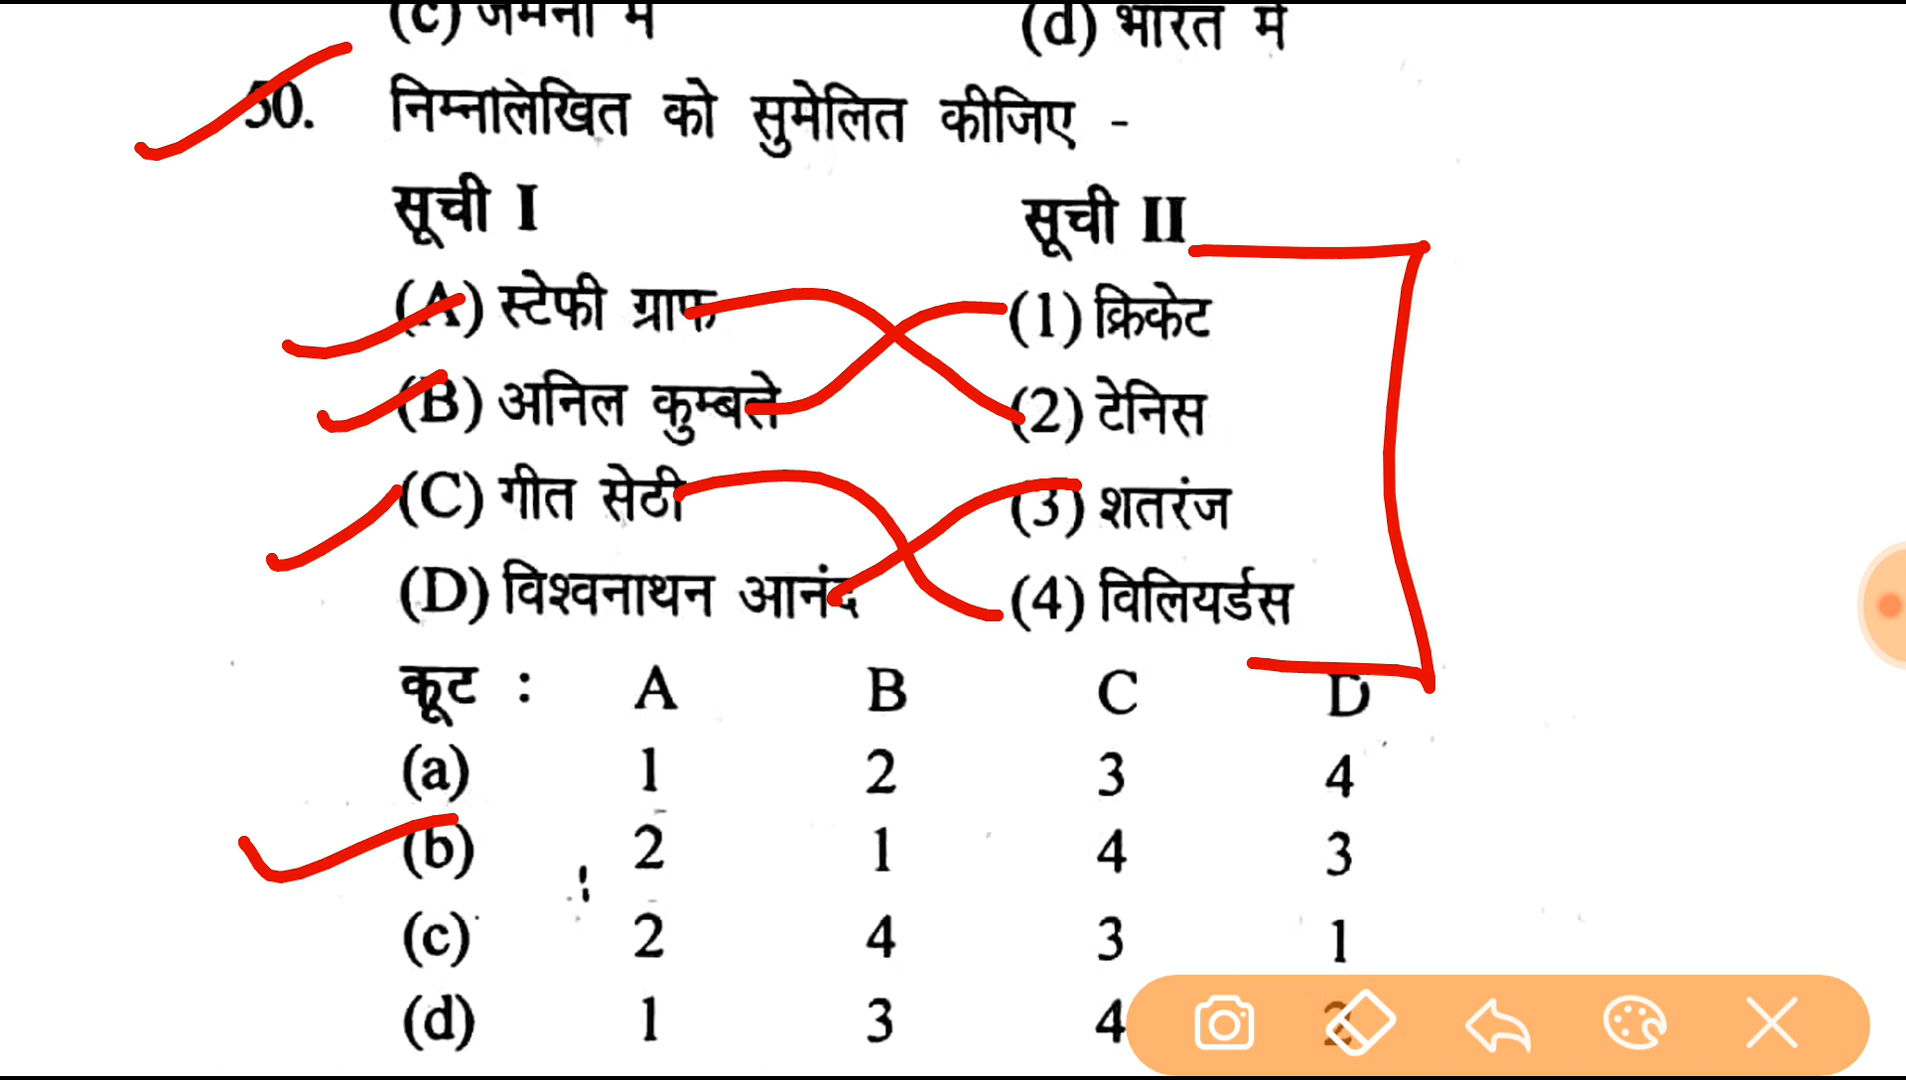 (c) जर्मनी में (d) भारत में
50. निम्नलिखित को सुमेलित कीजिए -
सूची I सूची II
(A) स्टेफी ग्राफ (1) क्रिकेट
(B) अनिल कुम्बले (2) टेनिस
(C) गीत सेठी (3) शतरंज
(D) विश्वनाथन आनंद (4) विलियर्डस
कूट : A B C D
(a) 1 2 3 4
(b) 2 1 4 3
(c) 2 4 3 1
(d) 1 3 4 2